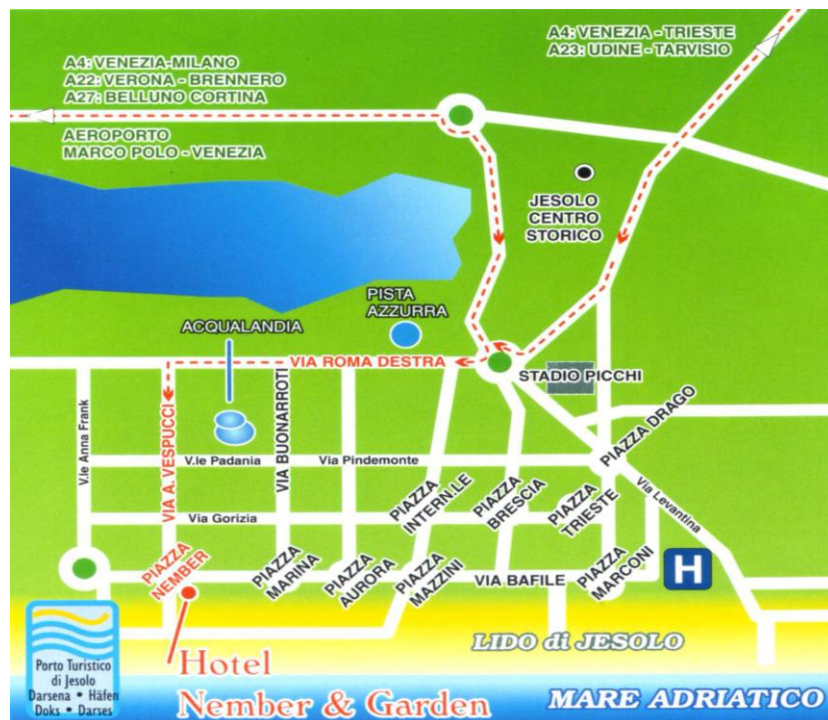 A4: VENEZIA - TRIESTE
A23: UDINE - TARVISIO
A4: VENEZIA-MILANO
A22: VERONA - BRENNERO
A27: BELLUNO CORTINA
AEROPORTO
MARCO POLO - VENEZIA
JESOLO
CENTRO
STORICO
PISTA
AZZURRA
ACQUALANDIA
VIA ROMA DESTRA
STADIO PICCHI
V.le Anna Frank
VIA A. VESPUCCI
VIA BUONARROTI
V.le Padania
Via Pindemonte
PIAZZA DRAGO
Via Levantina
Via Gorizia
PIAZZA
INTERN.LE
PIAZZA
BRESCIA
PIAZZA
TRIESTE
PIAZZA
NEMBER
PIAZZA
MARINA
PIAZZA
AURORA
PIAZZA
MAZZINI
VIA BAFILE
PIAZZA
MARCONI
H
LIDO di JESOLO
Porto Turistico
di Jesolo
Darsena • Häfen
Doks • Darses
Hotel
Nember & Garden
MARE ADRIATICO